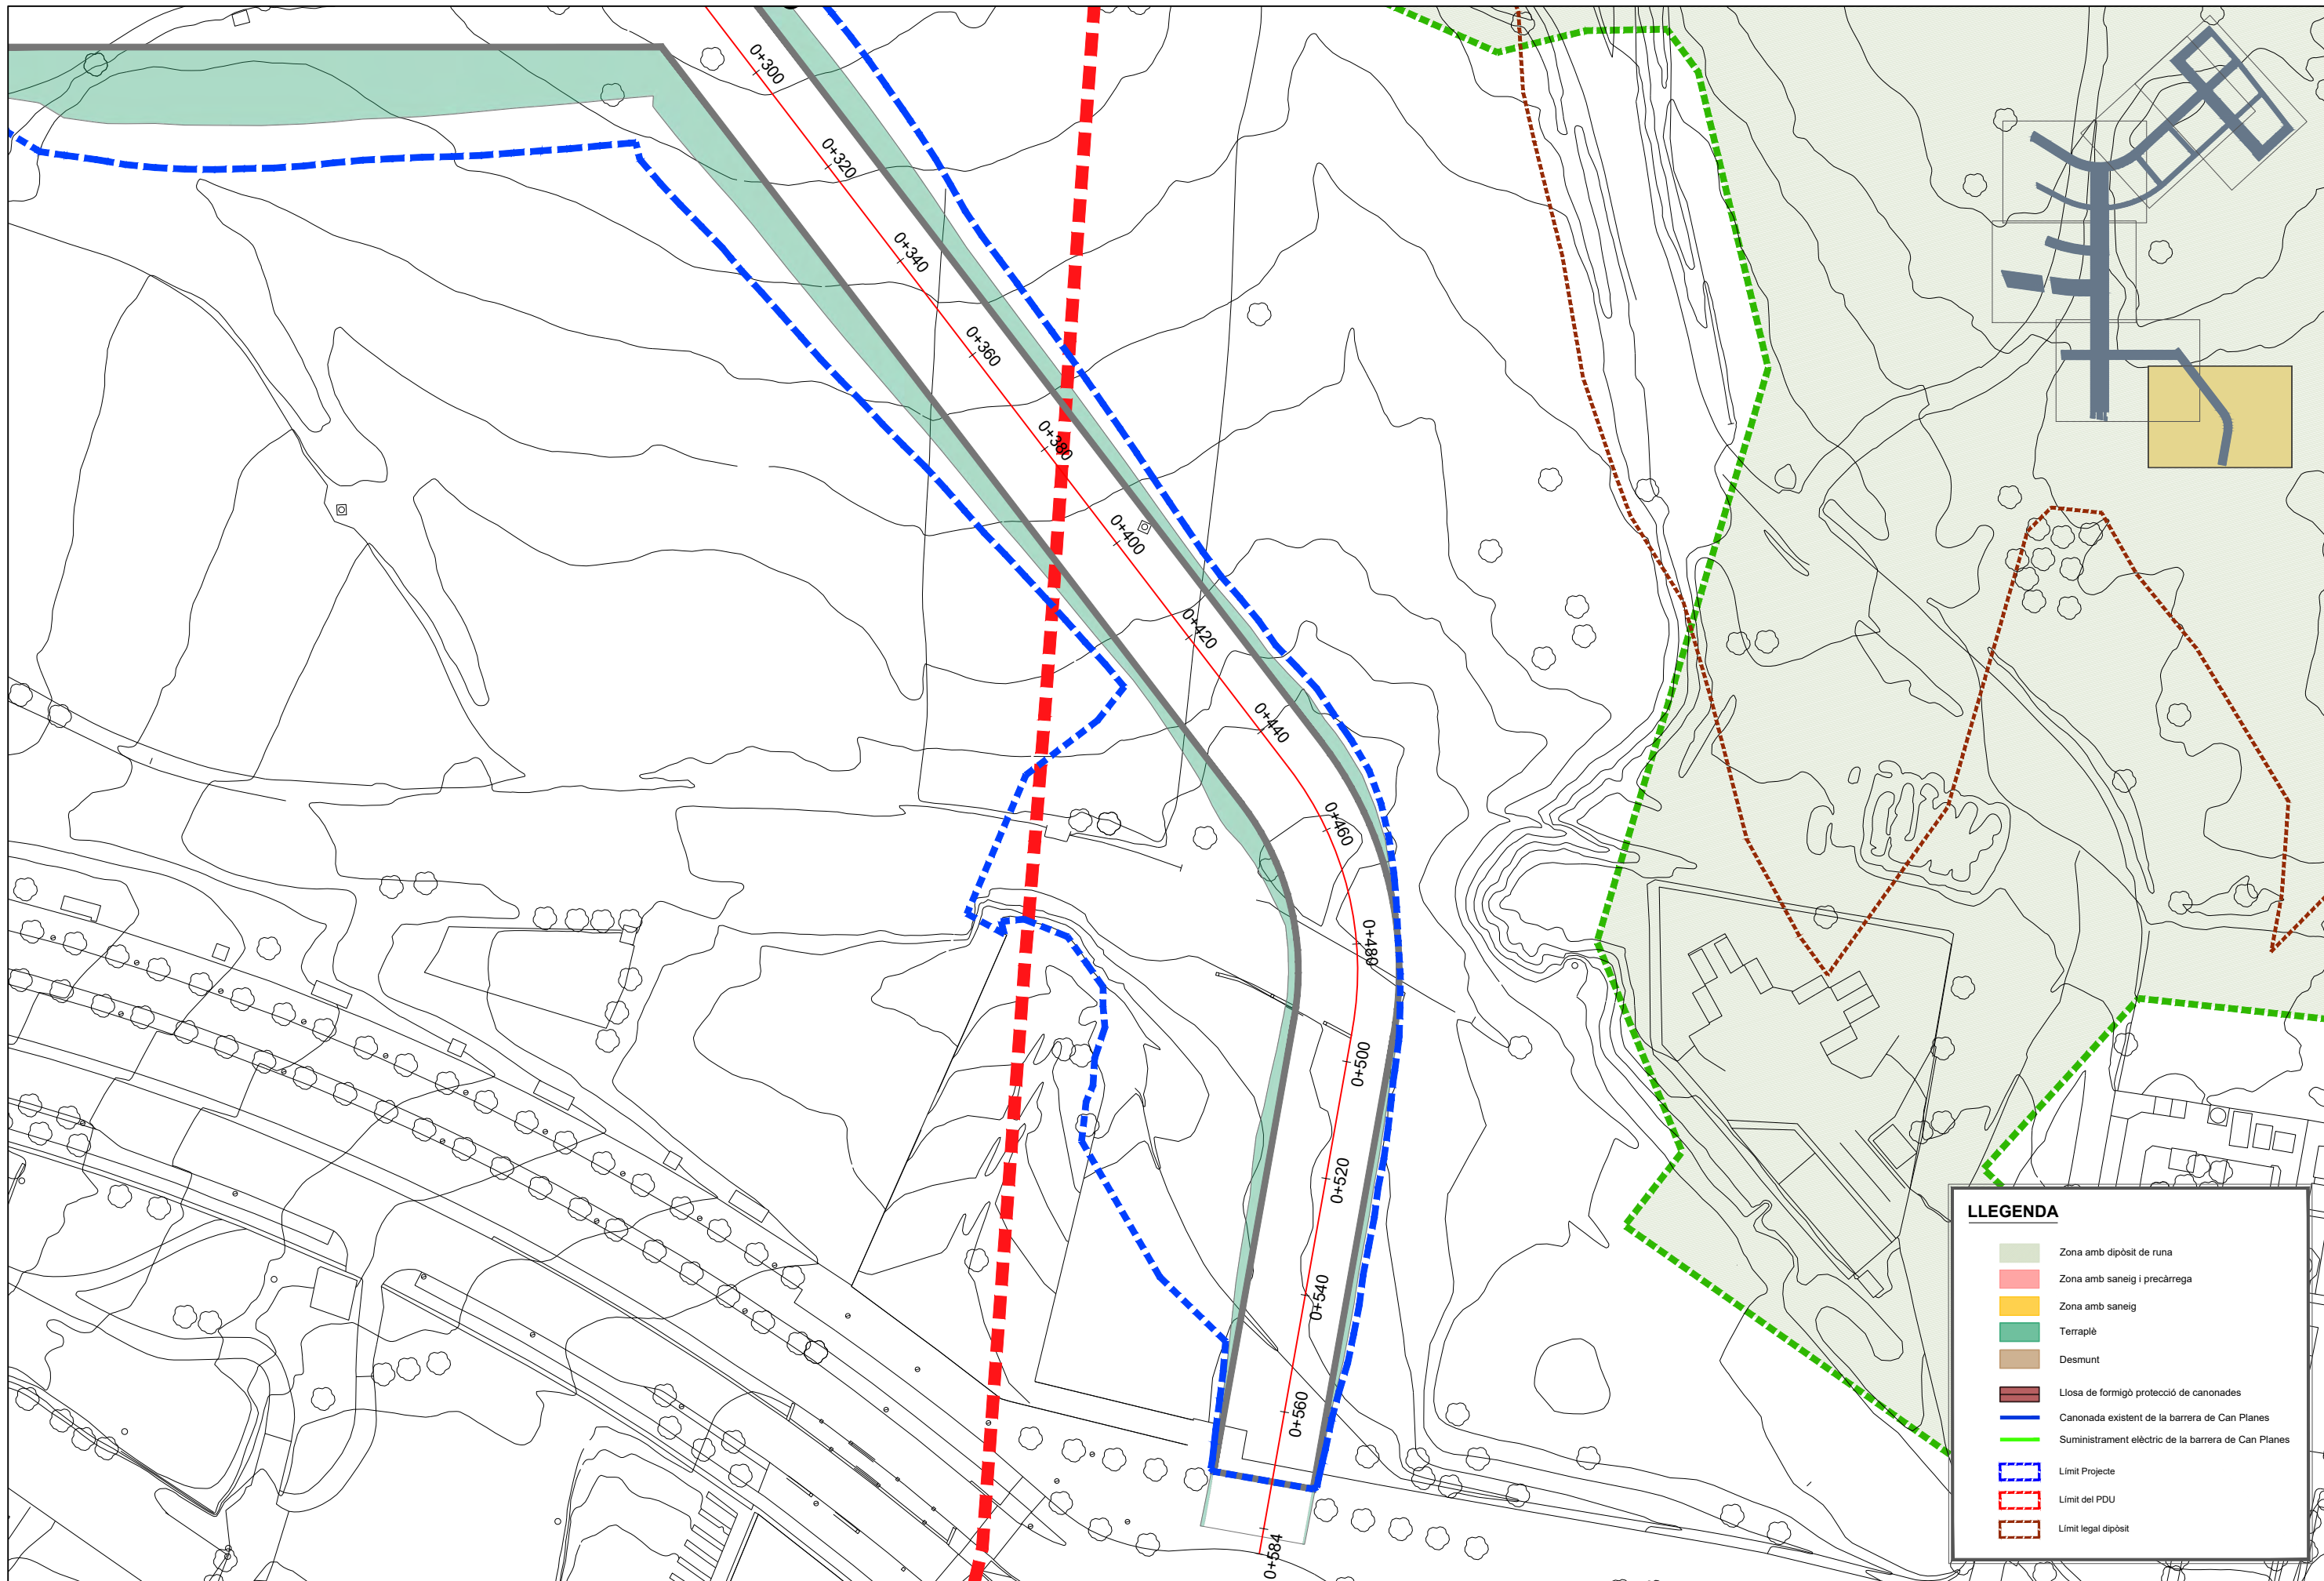 0+300
0+320
0+340
0+360
0+380
0+400
0+420
0+440
0+460
0+480
0+500
0+520
0+540
0+560
0+584
LLEGENDA
Zona amb dipòsit de runa
Zona amb saneig i precàrrega
Zona amb saneig
Terraplè
Desmunt
Llosa de formigò protecció de canonades
Canonada existent de la barrera de Can Planes
Suministrament elèctric de la barrera de Can Planes
Límit Projecte
Límit del PDU
Límit legal dipòsit